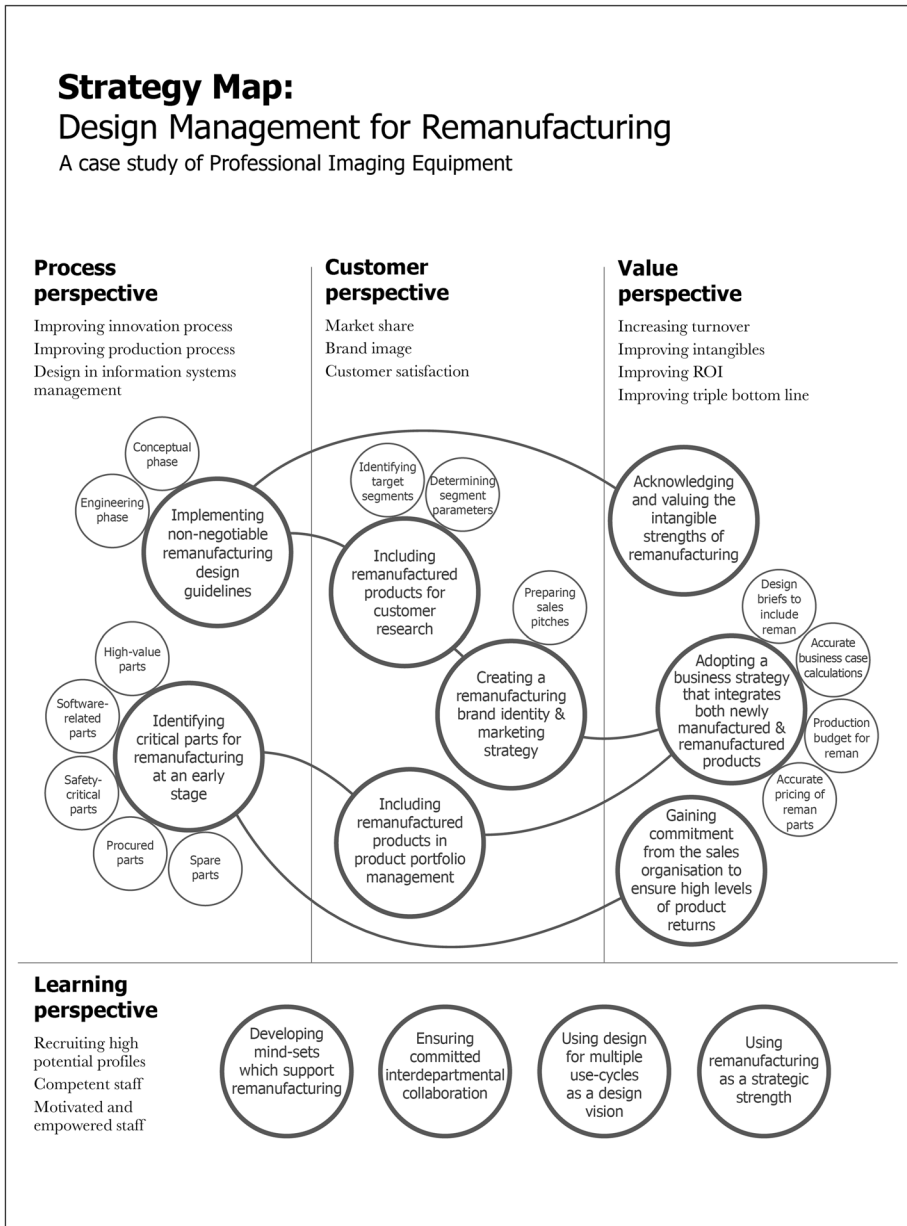 Strategy Map:
Design Management for Remanufacturing
A case study of Professional Imaging Equipment
Process
perspective
Improving innovation process
Improving production process
Design in information systems
management
Customer
perspective
Market share
Brand image
Customer satisfaction
Value
perspective
Increasing turnover
Improving intangibles
Improving ROI
Improving triple bottom line
Conceptual
phase
Engineering
phase
Implementing
non-negotiable
remanufacturing
design
guidelines
High-value
parts
Software-
related
parts
Safety-
critical
parts
Procured
parts
Spare
parts
Identifying
critical parts for
remanufacturing
at an early
stage
Identifying
target
segments
Determining
segment
parameters
Including
remanufactured
products for
customer
research
Preparing
sales
pitches
Creating a
remanufacturing
brand identity &
marketing
strategy
Including
remanufactured
products in
product portfolio
management
Acknowledging
and valuing the
intangible
strengths of
remanufacturing
Design
briefs to
include
reman
Accurate
business case
calculations
Production
budget for
reman
Accurate
pricing of
reman
parts
Adopting a
business strategy
that integrates
both newly
manufactured &
remanufactured
products
Gaining
commitment
from the sales
organisation to
ensure high levels
of product
returns
Learning
perspective
Recruiting high
potential profiles
Competent staff
Motivated and
empowered staff
Developing
mind-sets
which support
remanufacturing
Ensuring
committed
interdepartmental
collaboration
Using design
for multiple
use-cycles
as a design
vision
Using
remanufacturing
as a strategic
strength